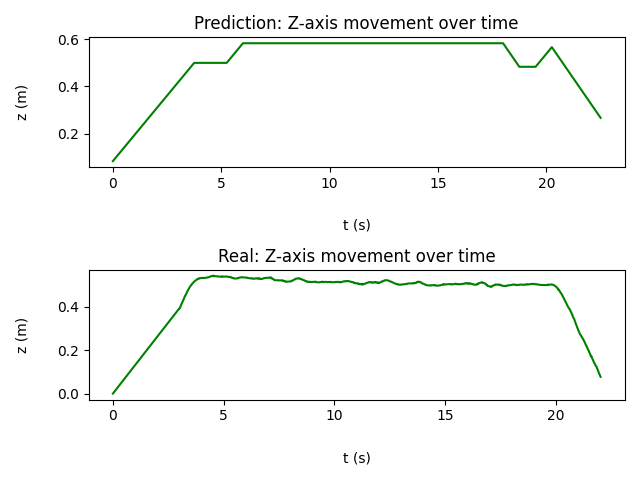 Prediction: Z-axis movement over time
0.6
0.4
0.2
z (m)
0 5 10 15 20
t (s)
Real: Z-axis movement over time
0.4
0.2
0.0
z (m)
0 5 10 15 20
t (s)